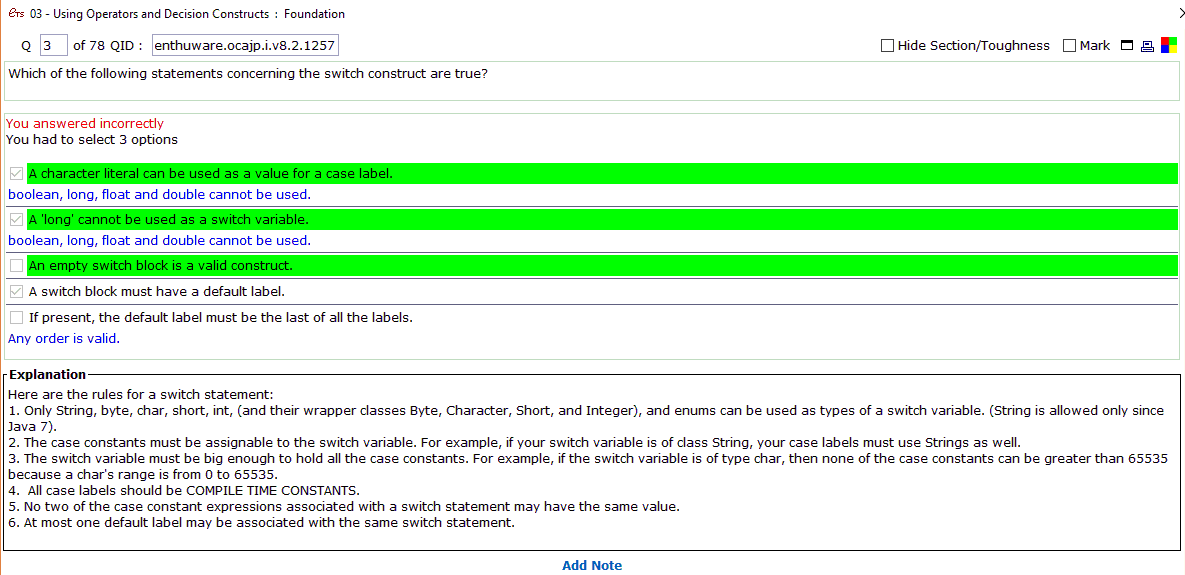 eTs 03 - Using Operators and Decision Constructs : Foundation
Q 3 of 78 QID : enthuware.ocajp.i.v8.2.1257 Hide Section/Toughness Mark
Which of the following statements concerning the switch construct are true?
You answered incorrectly
You had to select 3 options
A character literal can be used as a value for a case label.
boolean, long, float and double cannot be used.
A 'long' cannot be used as a switch variable.
boolean, long, float and double cannot be used.
An empty switch block is a valid construct.
A switch block must have a default label.
If present, the default label must be the last of all the labels.
Any order is valid.
Explanation
Here are the rules for a switch statement:
1. Only String, byte, char, short, int, (and their wrapper classes Byte, Character, Short, and Integer), and enums can be used as types of a switch variable. (String is allowed only since
Java 7).
2. The case constants must be assignable to the switch variable. For example, if your switch variable is of class String, your case labels must use Strings as well.
3. The switch variable must be big enough to hold all the case constants. For example, if the switch variable is of type char, then none of the case constants can be greater than 65535
because a char's range is from 0 to 65535.
4. All case labels should be COMPILE TIME CONSTANTS.
5. No two of the case constant expressions associated with a switch statement may have the same value.
6. At most one default label may be associated with the same switch statement.
Add Note